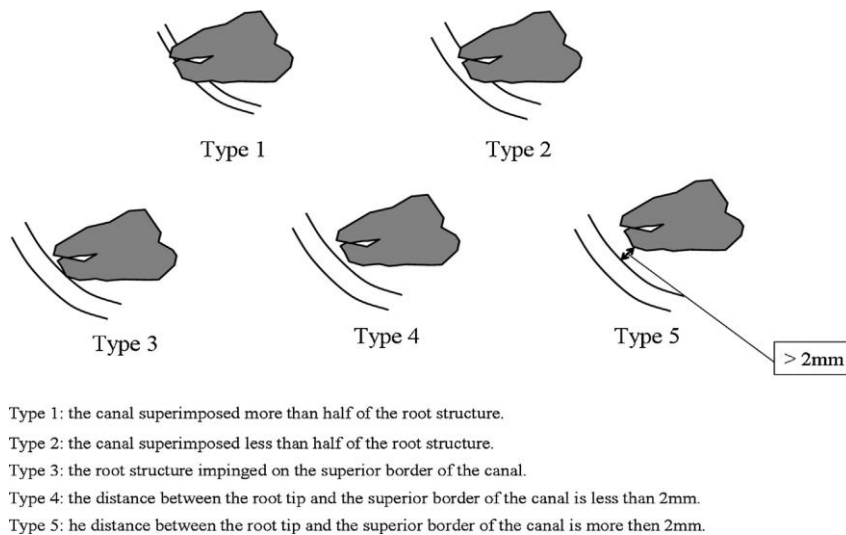 Type 1
Type 2
Type 3
Type 4
Type 5
> 2mm
Type 1: the canal superimposed more than half of the root structure.
Type 2: the canal superimposed less than half of the root structure.
Type 3: the root structure impinged on the superior border of the canal.
Type 4: the distance between the root tip and the superior border of the canal is less than 2mm.
Type 5: he distance between the root tip and the superior border of the canal is more then 2mm.